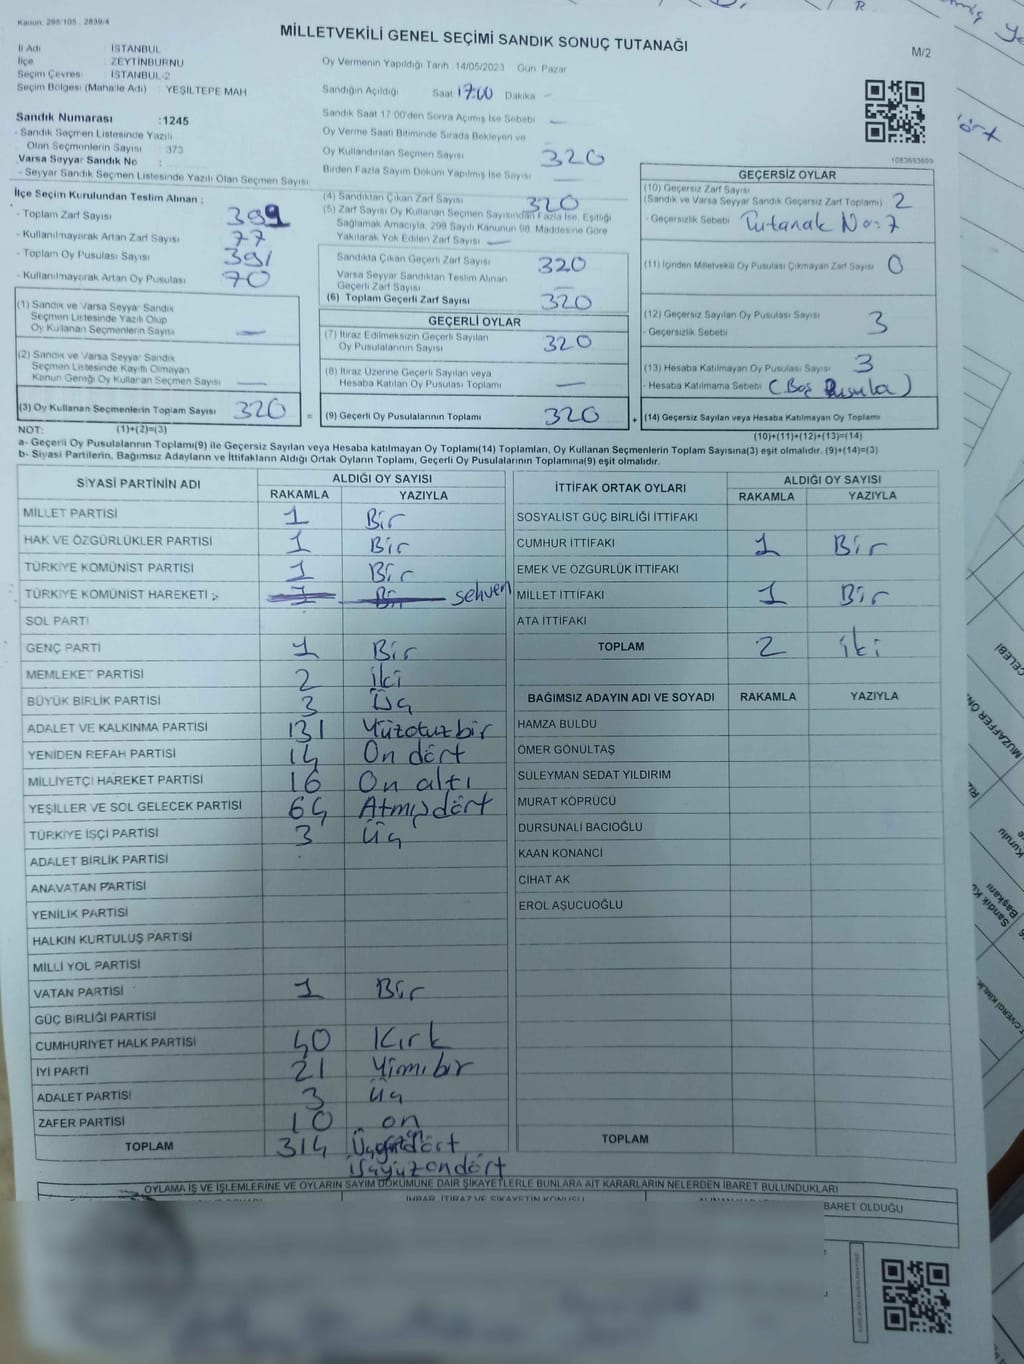 Kanun: 298/105 , 2839/4
MİLLETVEKİLİ GENEL SEÇİMİ SANDIK SONUÇ TUTANAĞI
M/2
İl Adı : İSTANBUL
İlçe : ZEYTİNBURNU
Seçim Çevresi : İSTANBUL-2
Seçim Bölgesi (Mahalle Adı) : YEŞİLTEPE MAH
Sandık Numarası :1245
- Sandık Seçmen Listesinde Yazılı
Olan Seçmenlerin Sayısı : 373
Varsa Seyyar Sandık No :
- Seyyar Sandık Seçmen Listesinde Yazılı Olan Seçmen Sayısı
İlçe Seçim Kurulundan Teslim Alınan ;
- Toplam Zarf Sayısı 399
- Kullanılmayarak Artan Zarf Sayısı 77
- Toplam Oy Pusulası Sayısı 391
- Kullanılmayarak Artan Oy Pusulası 70
(1) Sandık ve Varsa Seyyar Sandık
Seçmen Listesinde Yazılı Olup
Oy Kullanan Seçmenlerin Sayısı —
(2) Sandık ve Varsa Seyyar Sandık
Seçmen Listesinde Kayıtlı Olmayan
Kanun Gereği Oy Kullanan Seçmen Sayısı —
(3) Oy Kullanan Seçmenlerin Toplam Sayısı 320 =
Oy Vermenin Yapıldığı Tarih :14/05/2023 Gün: Pazar
Sandığın Açıldığı Saat 17:00 Dakika —
Sandık Saat 17:00'den Sonra Açılmış İse Sebebi —
Oy Verme Saati Bitiminde Sırada Bekleyen ve
Oy Kullandırılan Seçmen Sayısı 320
Birden Fazla Sayım Döküm Yapılmış İse Sayısı —
(4) Sandıktan Çıkan Zarf Sayısı 320
(5) Zarf Sayısı Oy Kullanan Seçmen Sayısından Fazla İse, Eşitliği
Sağlamak Amacıyla, 298 Sayılı Kanunun 98. Maddesine Göre
Yakılarak Yok Edilen Zarf Sayısı —
Sandıkta Çıkan Geçerli Zarf Sayısı 320
Varsa Seyyar Sandıktan Teslim Alınan
Geçerli Zarf Sayısı —
(6) Toplam Geçerli Zarf Sayısı 320
GEÇERLİ OYLAR
(7) İtiraz Edilmeksizin Geçerli Sayılan
Oy Pusulalarının Sayısı 320
(8) İtiraz Üzerine Geçerli Sayılan veya
Hesaba Katılan Oy Pusulası Toplamı —
(9) Geçerli Oy Pusulalarının Toplamı 320 +
1083693699
GEÇERSİZ OYLAR
(10) Geçersiz Zarf Sayısı
(Sandık ve Varsa Seyyar Sandık Geçersiz Zarf Toplamı) 2
- Geçersizlik Sebebi Tutanak No:7
(11) İçinden Milletvekili Oy Pusulası Çıkmayan Zarf Sayısı 0
(12) Geçersiz Sayılan Oy Pusulası Sayısı 3
- Geçersizlik Sebebi
(13) Hesaba Katılmayan Oy Pusulası Sayısı 3
- Hesaba Katılmama Sebebi (Boş Pusula)
(14) Geçersiz Sayılan veya Hesaba Katılmayan Oy Toplamı
NOT: (1)+(2)=(3)
(10)+(11)+(12)+(13)=(14)
a- Geçerli Oy Pusulalarının Toplamı(9) ile Geçersiz Sayılan veya Hesaba katılmayan Oy Toplamı(14) Toplamları, Oy Kullanan Seçmenlerin Toplam Sayısına(3) eşit olmalıdır. (9)+(14)=(3)
b- Siyasi Partilerin, Bağımsız Adayların ve İttifakların Aldığı Ortak Oyların Toplamı, Geçerli Oy Pusulalarının Toplamına(9) eşit olmalıdır.
SİYASİ PARTİNİN ADI ALDIĞI OY SAYISI
RAKAMLA YAZIYLA
MİLLET PARTİSİ 1 Bir
HAK VE ÖZGÜRLÜKLER PARTİSİ 1 Bir
TÜRKİYE KOMÜNİST PARTİSİ 1 Bir
TÜRKİYE KOMÜNİST HAREKETİ 1 Bir sehven
SOL PARTİ
GENÇ PARTİ 1 Bir
MEMLEKET PARTİSİ 2 İki
BÜYÜK BİRLİK PARTİSİ 3 Üç
ADALET VE KALKINMA PARTİSİ 131 Yüzotuzbir
YENİDEN REFAH PARTİSİ 14 On dört
MİLLİYETÇİ HAREKET PARTİSİ 16 On altı
YEŞİLLER VE SOL GELECEK PARTİSİ 64 Atmışdört
TÜRKİYE İŞÇİ PARTİSİ 3 Üç
ADALET BİRLİK PARTİSİ
ANAVATAN PARTİSİ
YENİLİK PARTİSİ
HALKIN KURTULUŞ PARTİSİ
MİLLİ YOL PARTİSİ
VATAN PARTİSİ 1 Bir
GÜÇ BİRLİĞİ PARTİSİ
CUMHURİYET HALK PARTİSİ 40 Kırk
İYİ PARTİ 21 Yirmibir
ADALET PARTİSİ 3 Üç
ZAFER PARTİSİ 10 on
TOPLAM 314
Üçyüzondört
İTTİFAK ORTAK OYLARI ALDIĞI OY SAYISI
RAKAMLA YAZIYLA
SOSYALİST GÜÇ BİRLİĞİ İTTİFAKI
CUMHUR İTTİFAKI 1 Bir
EMEK VE ÖZGÜRLÜK İTTİFAKI
MİLLET İTTİFAKI 1 Bir
ATA İTTİFAKI
TOPLAM 2 iki
BAĞIMSIZ ADAYIN ADI VE SOYADI RAKAMLA YAZIYLA
HAMZA BULDU
ÖMER GÖNÜLTAŞ
SÜLEYMAN SEDAT YILDIRIM
MURAT KÖPRÜCÜ
DURSUNALİ BACIOĞLU
KAAN KONANCİ
CİHAT AK
EROL AŞUCUOĞLU
TOPLAM
OYLAMA İŞ VE İŞLEMLERİNE VE OYLARIN SAYIM DÖKÜMÜNE DAİR ŞİKAYETLERLE BUNLARA AİT KARARLARIN NELERDEN İBARET BULUNDUKLARI
İHBAR, İTİRAZ VE ŞİKAYETİN KONUSU
BARET OLDUĞU
ÇELEBİ
MUZAFFER
Kurulu
Başkanı
Sandık